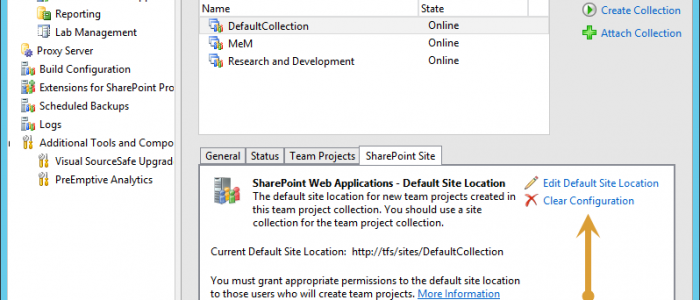 Reporting
Lab Management
Proxy Server
Build Configuration
Extensions for SharePoint Pro
Scheduled Backups
Logs
Additional Tools and Compo
Visual SourceSafe Upgrad
PreEmptive Analytics
Name State
DefaultCollection Online
MeM Online
Research and Development Online
Create Collection
Attach Collection
General Status Team Projects SharePoint Site
SharePoint Web Applications - Default Site Location
The default site location for new team projects created in
this team project collection. You should use a site
collection for the team project collection.
Edit Default Site Location
Clear Configuration
Current Default Site Location: http://tfs/sites/DefaultCollection
You must grant appropriate permissions to the default site location
to those users who will create team projects. More Information